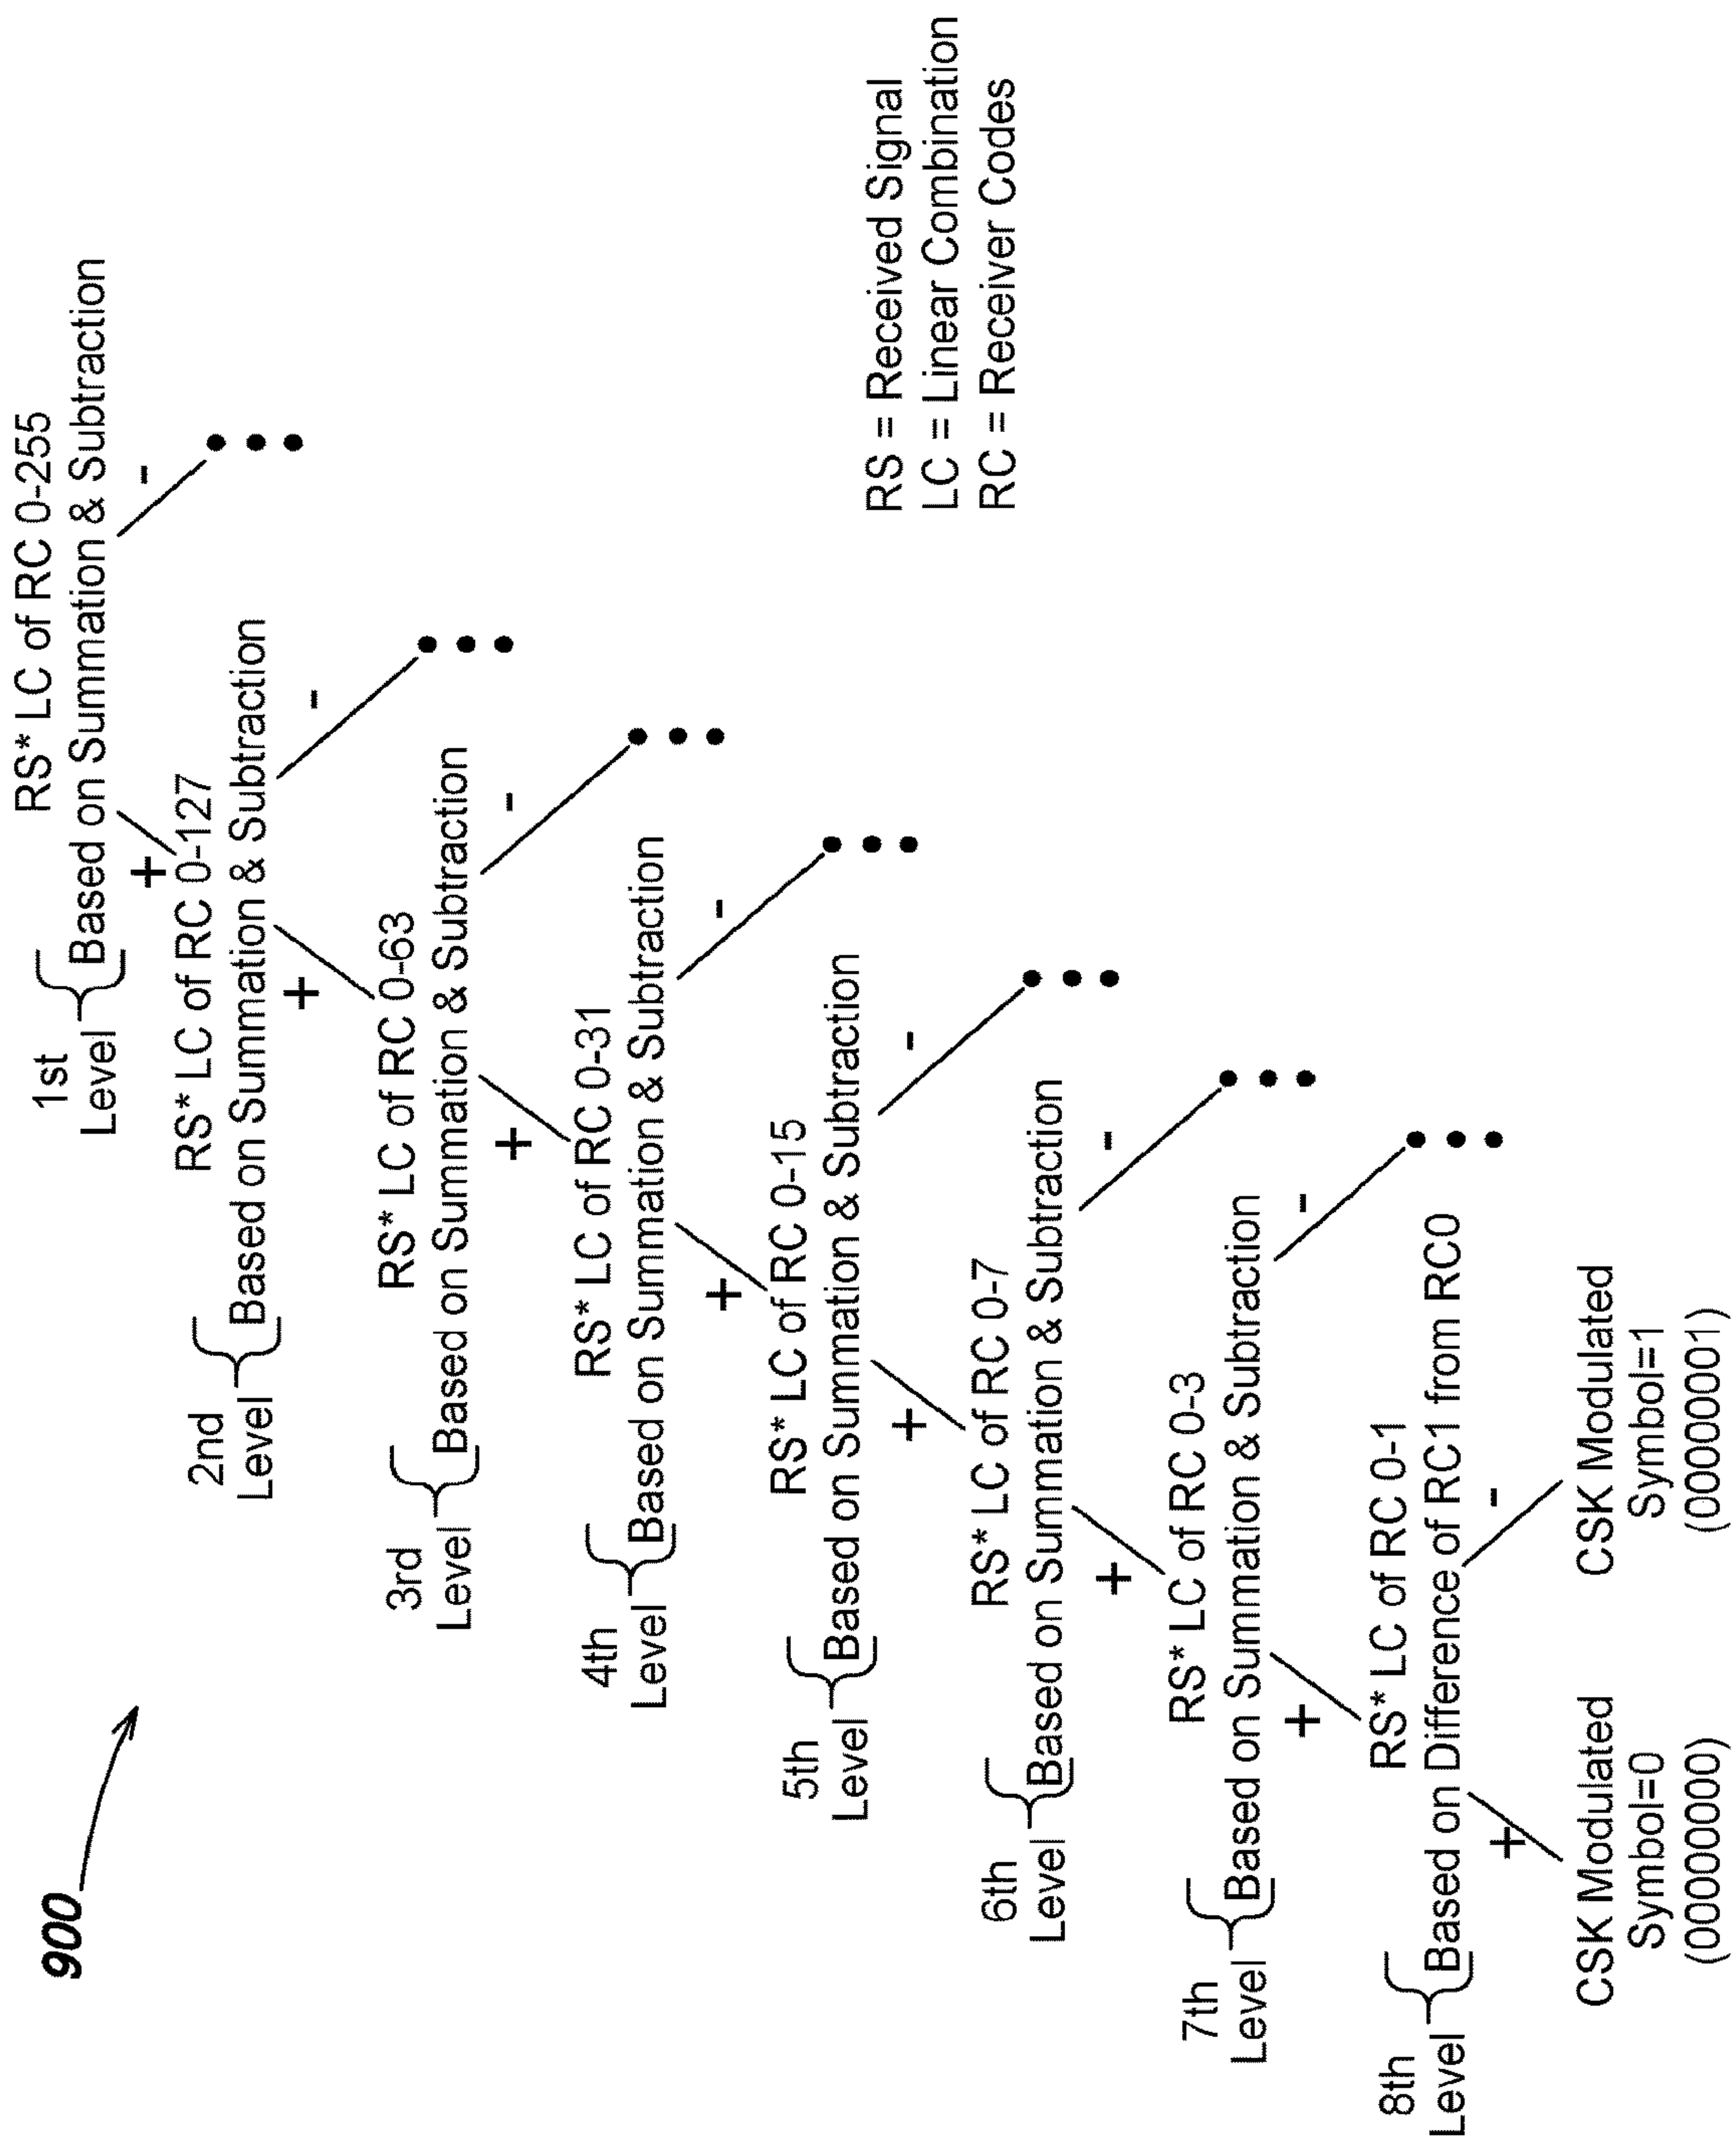 900
1st
Level
RS* LC of RC 0-255
Based on Summation & Subtraction
+
-
2nd
Level
RS* LC of RC 0-127
Based on Summation & Subtraction
+
-
3rd
Level
RS* LC of RC 0-63
Based on Summation & Subtraction
+
-
4th
Level
RS* LC of RC 0-31
Based on Summation & Subtraction
+
-
5th
Level
RS* LC of RC 0-15
Based on Summation & Subtraction
+
-
6th
Level
RS* LC of RC 0-7
Based on Summation & Subtraction
+
-
7th
Level
RS* LC of RC 0-3
Based on Summation & Subtraction
+
-
8th
Level
RS* LC of RC 0-1
Based on Difference of RC1 from RC0
+
-
CSK Modulated
Symbol=0
(00000000)
CSK Modulated
Symbol=1
(00000001)
RS = Received Signal
LC = Linear Combination
RC = Receiver Codes